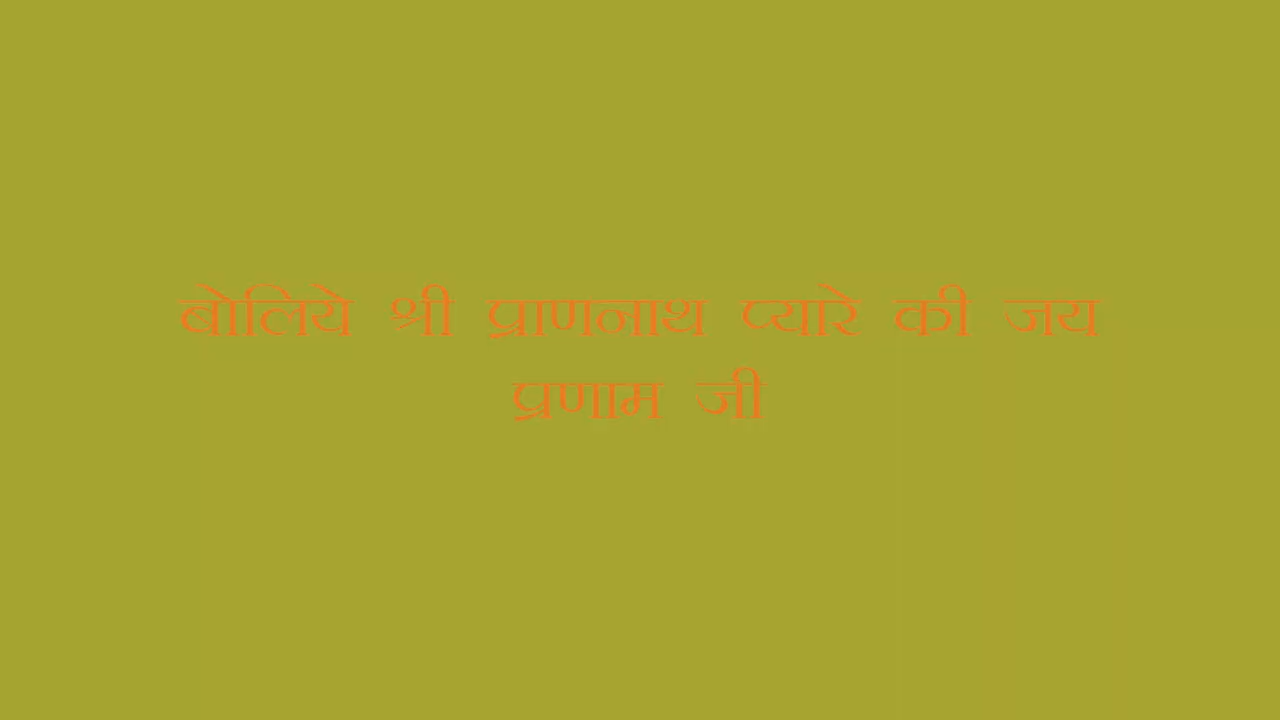 बोलिये श्री प्राणनाथ प्यारे की जय
प्रणाम जी